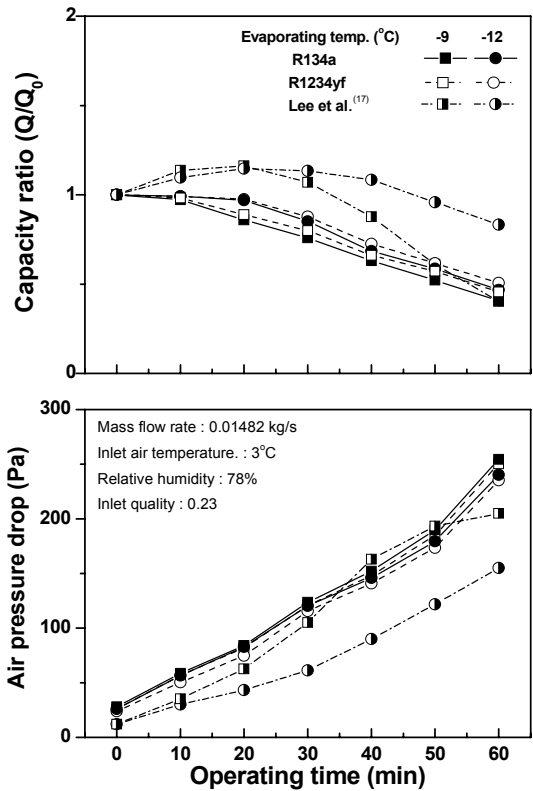 Evaporating temp. (°C) -9 -12
R134a
R1234yf
Lee et al.(17)
Capacity ratio (Q/Q0)
2
1
0
Mass flow rate : 0.01482 kg/s
Inlet air temperature. : 3°C
Relative humidity : 78%
Inlet quality : 0.23
Air pressure drop (Pa)
300
200
100
0
0 10 20 30 40 50 60
Operating time (min)